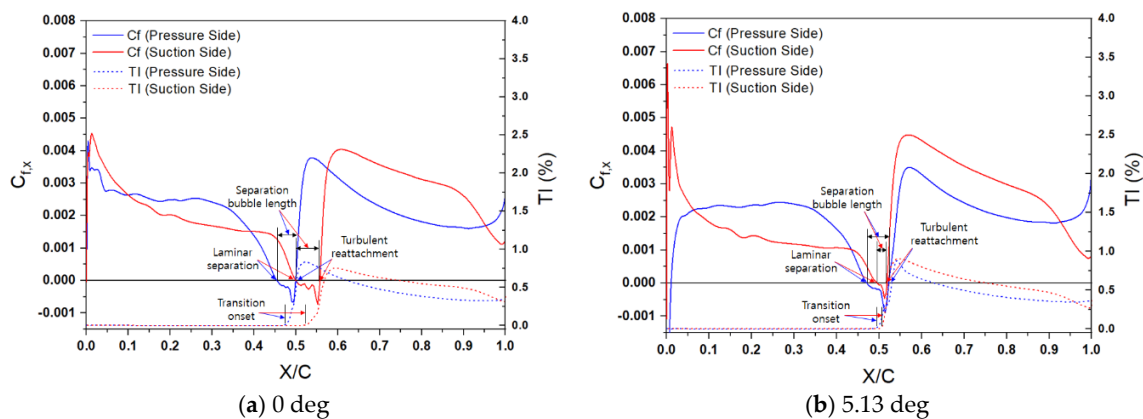 0.008
0.007
0.006
0.005
0.004
0.003
0.002
0.001
0.000
-0.001
C_{f,x}
Cf (Pressure Side)
Cf (Suction Side)
TI (Pressure Side)
TI (Suction Side)
Separation
bubble length
Laminar
separation
Turbulent
reattachment
Transition
onset
4.0
3.5
3.0
2.5
2.0
1.5
1.0
0.5
0.0
TI (%)
0.0 0.1 0.2 0.3 0.4 0.5 0.6 0.7 0.8 0.9 1.0
X/C
(a) 0 deg
0.008
0.007
0.006
0.005
0.004
0.003
0.002
0.001
0.000
-0.001
C_{f,x}
Cf (Pressure Side)
Cf (Suction Side)
TI (Pressure Side)
TI (Suction Side)
Separation
bubble length
Laminar
separation
Turbulent
reattachment
Transition
onset
4.0
3.5
3.0
2.5
2.0
1.5
1.0
0.5
0.0
TI (%)
0.0 0.1 0.2 0.3 0.4 0.5 0.6 0.7 0.8 0.9 1.0
X/C
(b) 5.13 deg